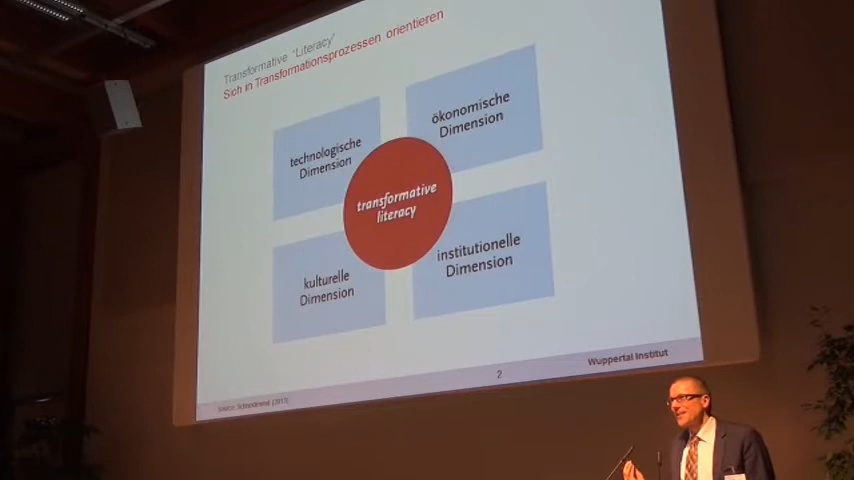 Transformative "Literacy"
Sich in Transformationsprozessen orientieren
technologische
Dimension
ökonomische
Dimension
transformative
literacy
kulturelle
Dimension
institutionelle
Dimension
2
Wuppertal Institut